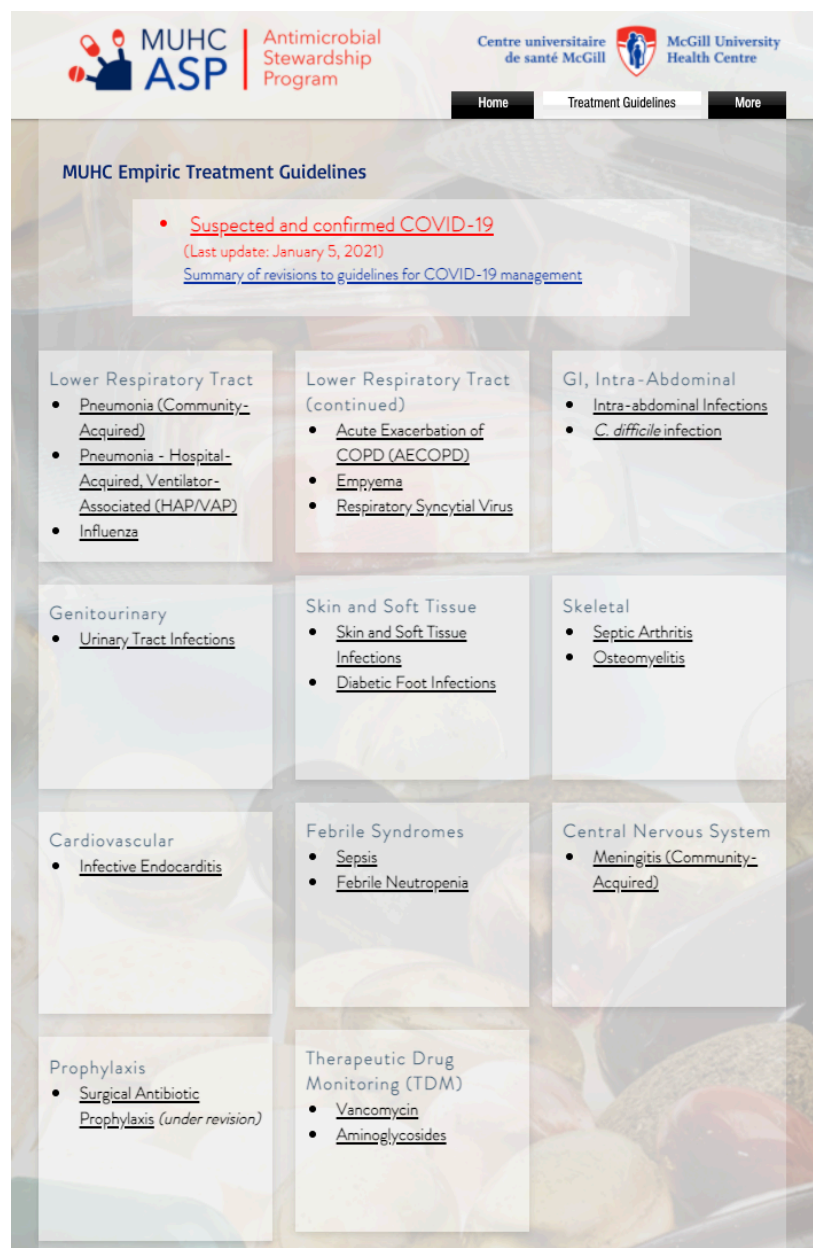 MUHC
ASP
Antimicrobial
Stewardship
Program
Centre universitaire
de santé McGill
McGill University
Health Centre
Home
Treatment Guidelines
More
MUHC Empiric Treatment Guidelines
• Suspected and confirmed COVID-19
(Last update: January 5, 2021)
Summary of revisions to guidelines for COVID-19 management
Lower Respiratory Tract
• Pneumonia (Community-
Acquired)
• Pneumonia - Hospital-
Acquired, Ventilator-
Associated (HAP/VAP)
• Influenza
Lower Respiratory Tract
(continued)
• Acute Exacerbation of
COPD (AECOPD)
• Empyema
• Respiratory Syncytial Virus
GI, Intra-Abdominal
• Intra-abdominal Infections
• C. difficile infection
Genitourinary
• Urinary Tract Infections
Skin and Soft Tissue
• Skin and Soft Tissue
Infections
• Diabetic Foot Infections
Skeletal
• Septic Arthritis
• Osteomyelitis
Cardiovascular
• Infective Endocarditis
Febrile Syndromes
• Sepsis
• Febrile Neutropenia
Central Nervous System
• Meningitis (Community-
Acquired)
Prophylaxis
• Surgical Antibiotic
Prophylaxis (under revision)
Therapeutic Drug
Monitoring (TDM)
• Vancomycin
• Aminoglycosides